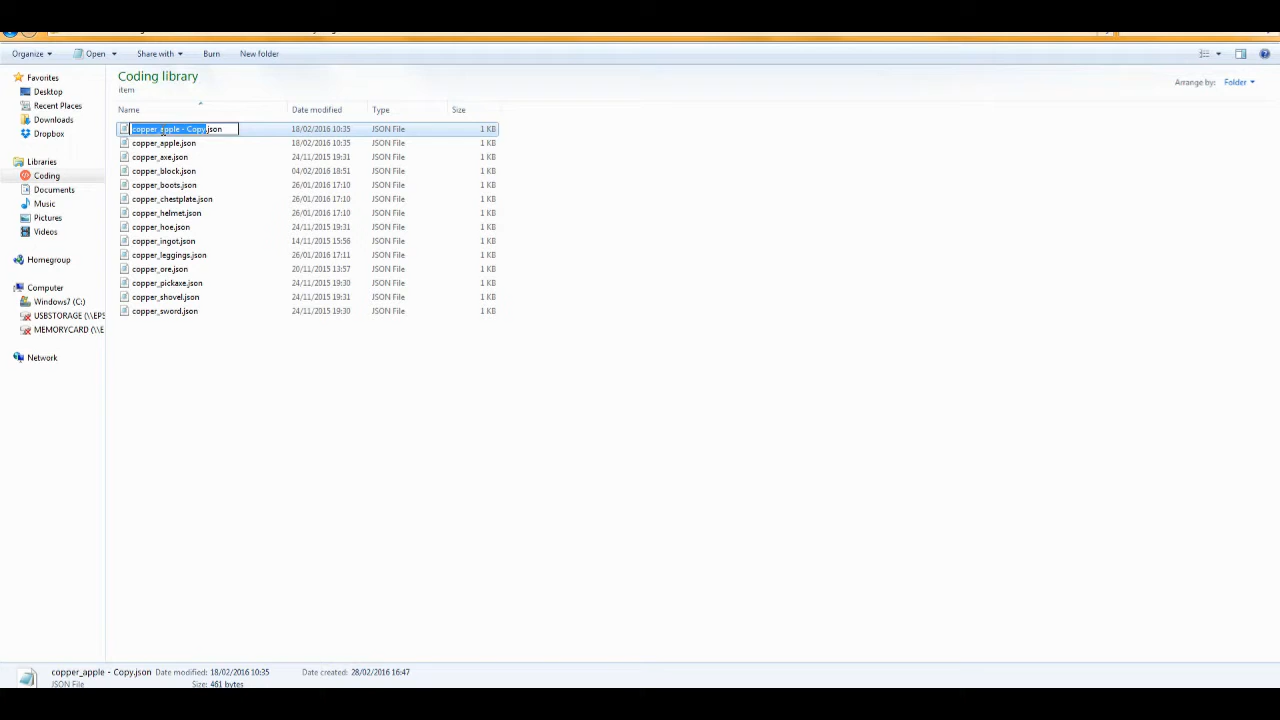 Organize Open Share with Burn New folder
Coding library
item
Arrange by: Folder
Name Date modified Type Size
copper_apple - Copy.json 18/02/2016 10:35 JSON File 1 KB
copper_apple.json 18/02/2016 10:35 JSON File 1 KB
copper_axe.json 24/11/2015 19:31 JSON File 1 KB
copper_block.json 04/02/2016 18:51 JSON File 1 KB
copper_boots.json 26/01/2016 17:10 JSON File 1 KB
copper_chestplate.json 26/01/2016 17:10 JSON File 1 KB
copper_helmet.json 26/01/2016 17:10 JSON File 1 KB
copper_hoe.json 24/11/2015 19:31 JSON File 1 KB
copper_ingot.json 14/11/2015 15:56 JSON File 1 KB
copper_leggings.json 26/01/2016 17:11 JSON File 1 KB
copper_ore.json 20/11/2015 13:57 JSON File 1 KB
copper_pickaxe.json 24/11/2015 19:30 JSON File 1 KB
copper_shovel.json 24/11/2015 19:31 JSON File 1 KB
copper_sword.json 24/11/2015 19:30 JSON File 1 KB
Favorites
Desktop
Recent Places
Downloads
Dropbox
Libraries
Coding
Documents
Music
Pictures
Videos
Homegroup
Computer
Windows7 (C:)
USBSTORAGE (\\EPS
MEMORYCARD (\\E
Network
copper_apple - Copy.json Date modified: 18/02/2016 10:35 Date created: 28/02/2016 16:47
JSON File Size: 461 bytes